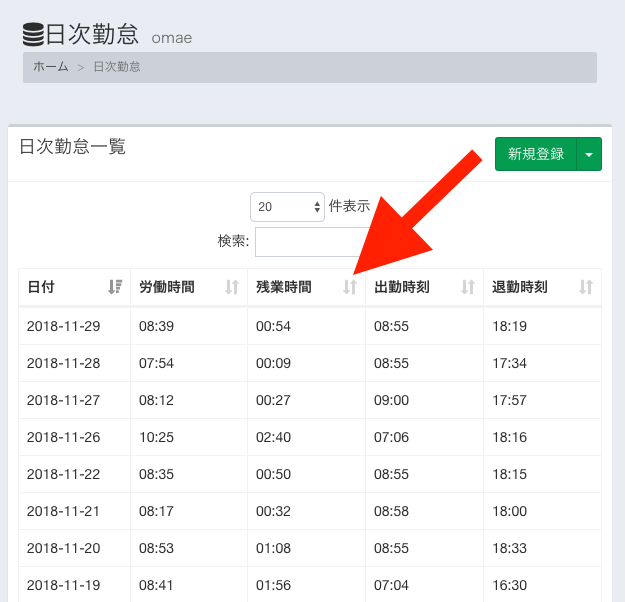 日次勤怠 omae
ホーム > 日次勤怠
日次勤怠一覧
新規登録
20 件表示
検索:
日付 労働時間 残業時間 出勤時刻 退勤時刻
2018-11-29 08:39 00:54 08:55 18:19
2018-11-28 07:54 00:09 08:55 17:34
2018-11-27 08:12 00:27 09:00 17:57
2018-11-26 10:25 02:40 07:06 18:16
2018-11-22 08:35 00:50 08:55 18:15
2018-11-21 08:17 00:32 08:58 18:00
2018-11-20 08:53 01:08 08:55 18:33
2018-11-19 08:41 01:56 07:04 16:30